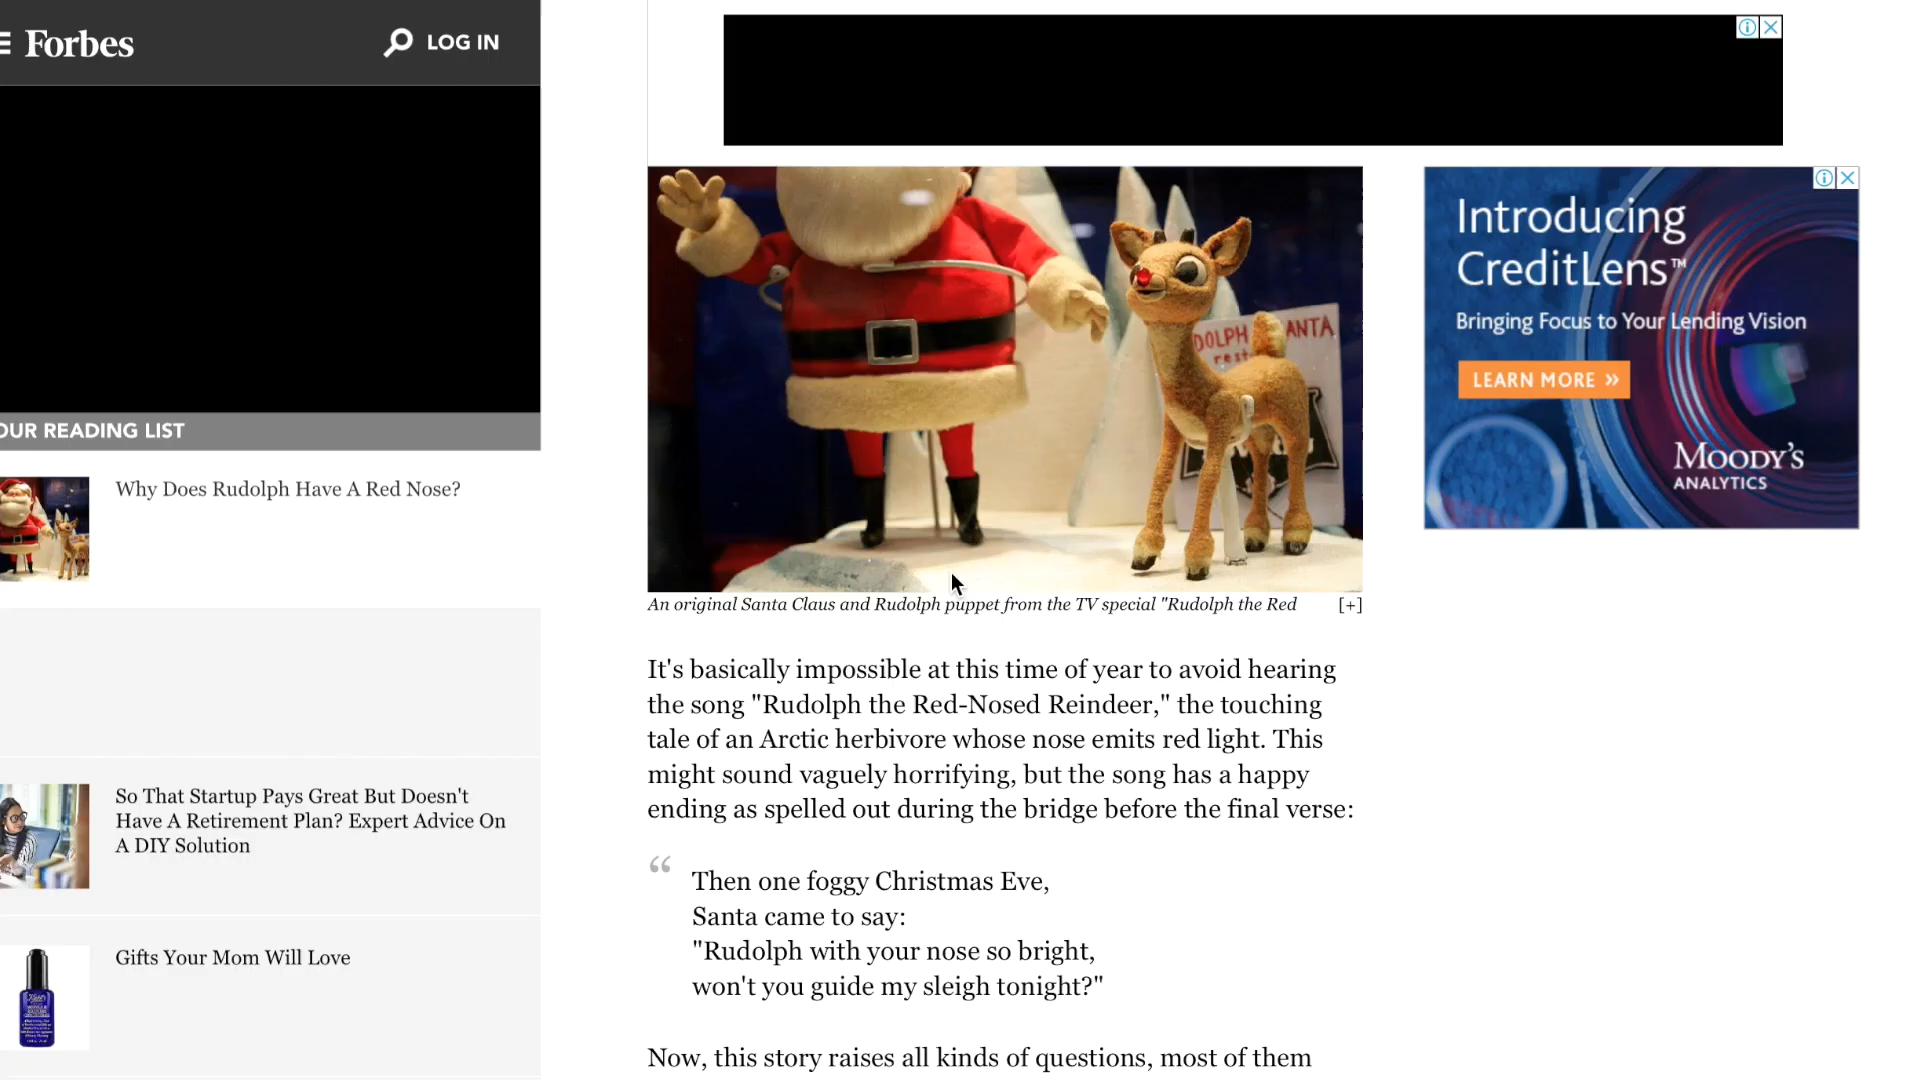 Forbes
LOG IN
OUR READING LIST
Why Does Rudolph Have A Red Nose?
So That Startup Pays Great But Doesn't
Have A Retirement Plan? Expert Advice On
A DIY Solution
Gifts Your Mom Will Love
DOLPH ANTA
rest
An original Santa Claus and Rudolph puppet from the TV special "Rudolph the Red [+]
It's basically impossible at this time of year to avoid hearing
the song "Rudolph the Red-Nosed Reindeer," the touching
tale of an Arctic herbivore whose nose emits red light. This
might sound vaguely horrifying, but the song has a happy
ending as spelled out during the bridge before the final verse:
“
Then one foggy Christmas Eve,
Santa came to say:
"Rudolph with your nose so bright,
won't you guide my sleigh tonight?"
Now, this story raises all kinds of questions, most of them
Introducing
CreditLens™
Bringing Focus to Your Lending Vision
LEARN MORE »
MOODY'S
ANALYTICS